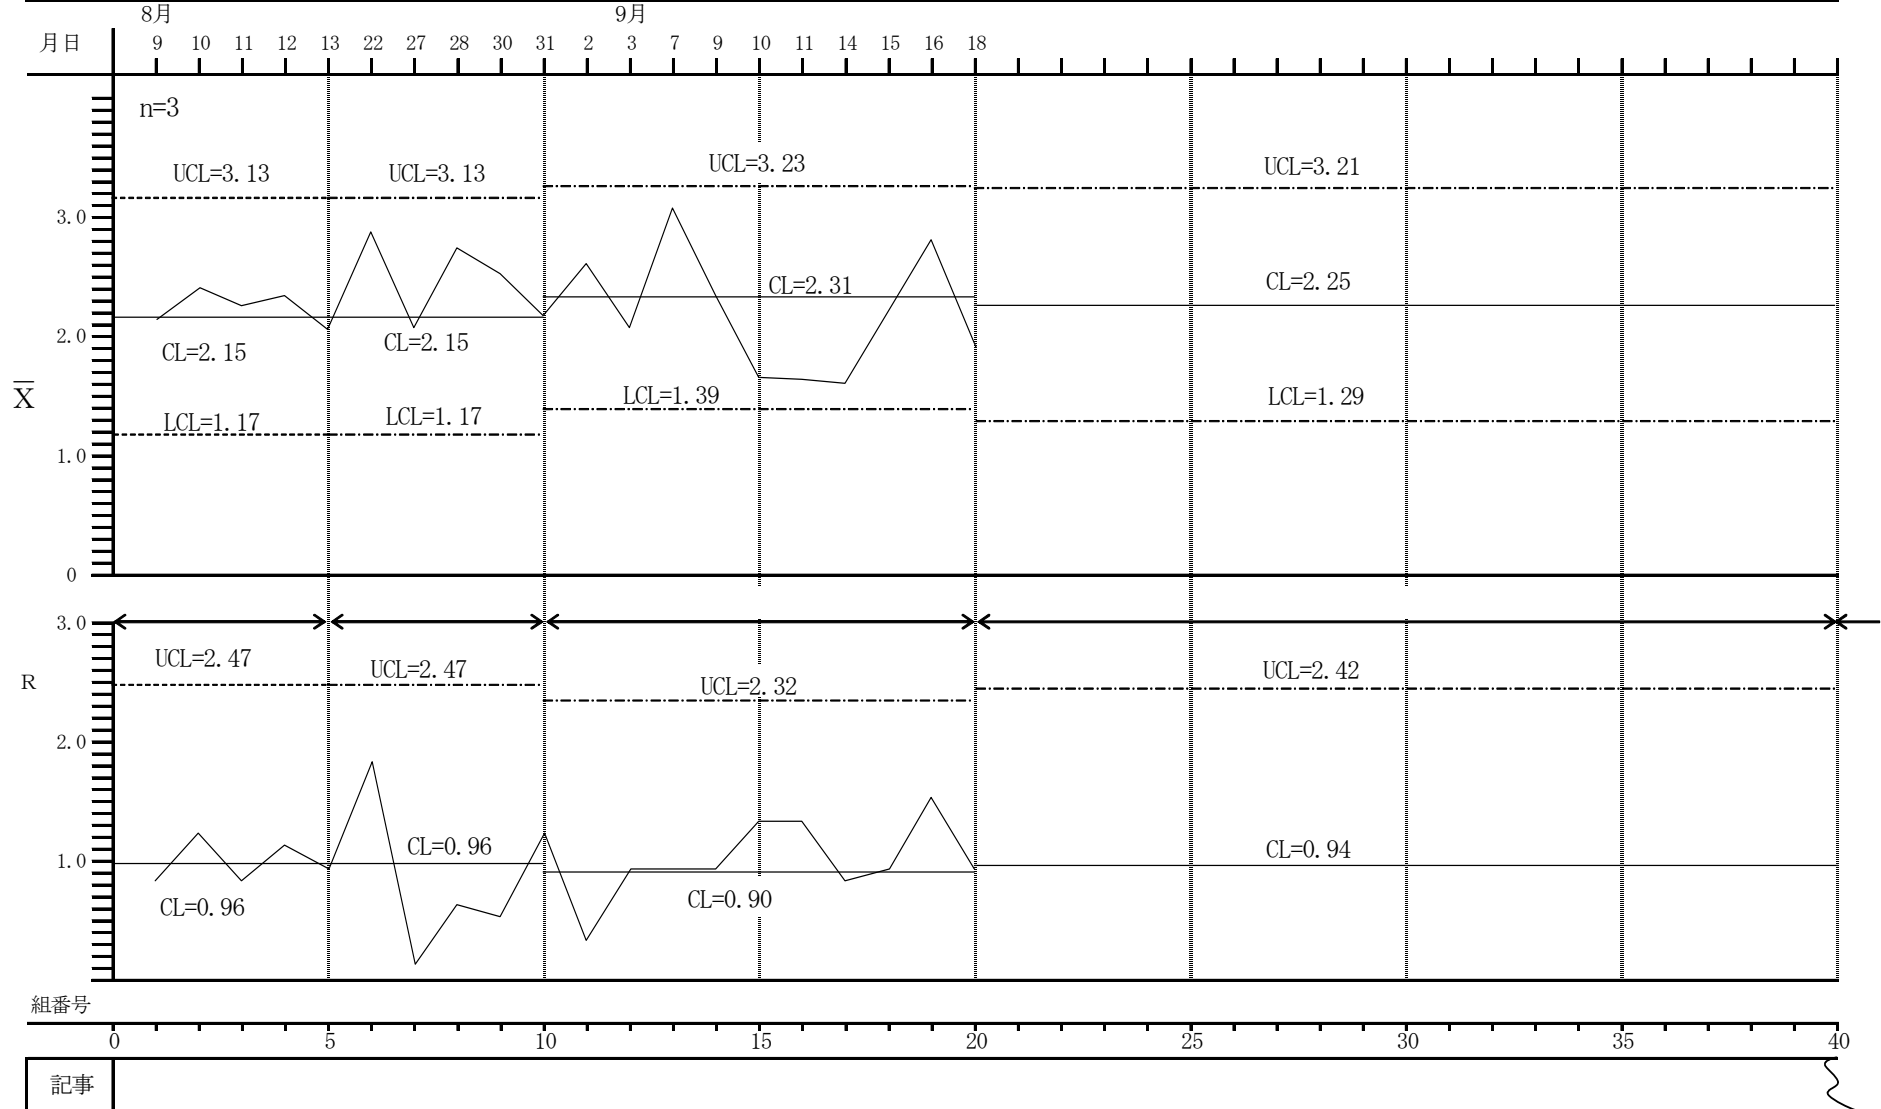 8月 9月
月日 9 10 11 12 13 22 27 28 30 31 2 3 7 9 10 11 14 15 16 18
n=3
UCL=3.13 UCL=3.13 UCL=3.23 UCL=3.21
3.0
CL=2.31 CL=2.25
2.0
CL=2.15 CL=2.15
X̅
LCL=1.17 LCL=1.17 LCL=1.39 LCL=1.29
1.0
0
3.0
UCL=2.47 UCL=2.47 UCL=2.32 UCL=2.42
R
2.0
CL=0.96 CL=0.94
1.0
CL=0.96 CL=0.90
組番号
0 5 10 15 20 25 30 35 40
記事